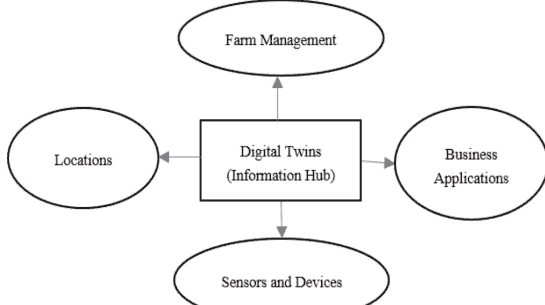 Farm Management
Locations
Digital Twins
(Information Hub)
Business
Applications
Sensors and Devices